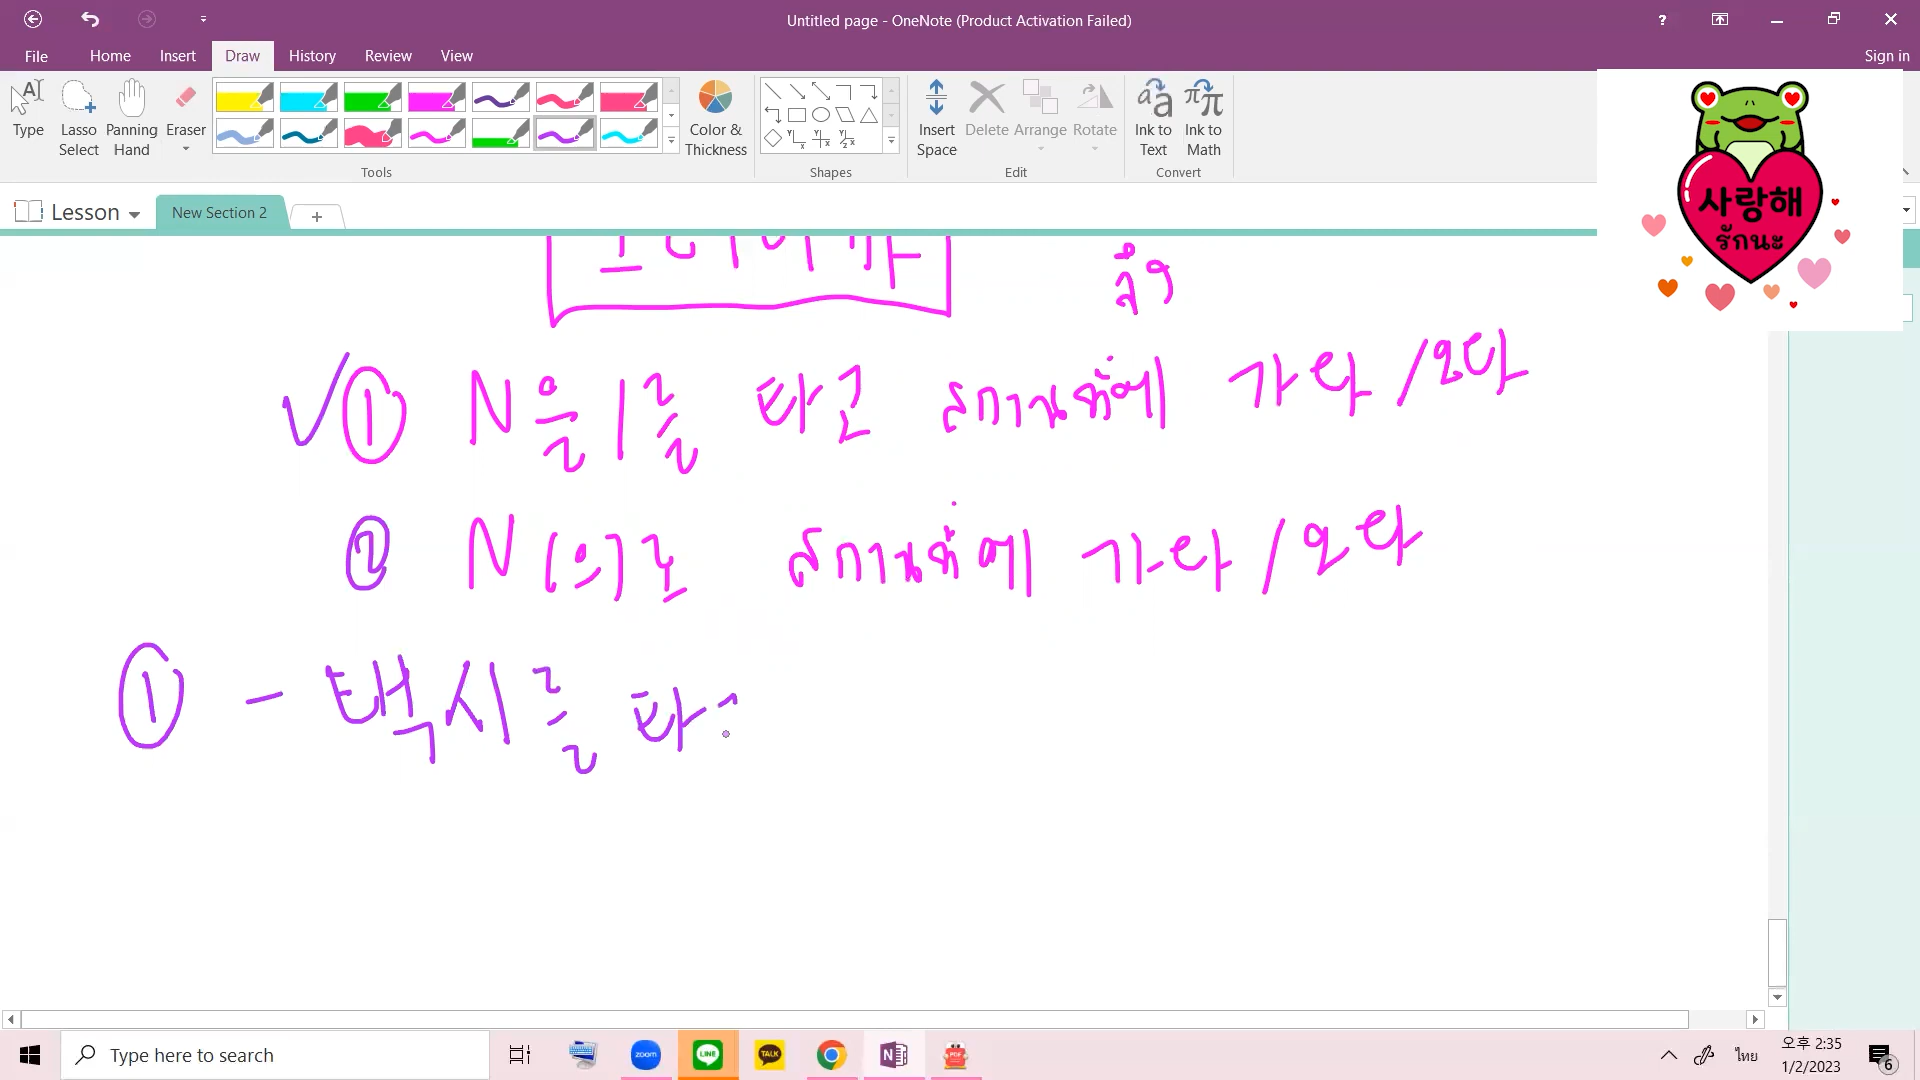 Untitled page - OneNote (Product Activation Failed)
File Home Insert Draw History Review View Sign in
Type
Lasso Select
Panning Hand
Eraser
Color & Thickness
Insert Space
Delete
Arrange
Rotate
Ink to Text
Ink to Math
Tools Shapes Edit Convert
Lesson New Section 2
사랑해
รักนะ
① N을/를 타고 สถานที่에 가다/오다
② N(으)로 สถานที่에 가다/오다
① - 택시를 타
Type here to search
zoom LINE TALK N PDF ไทย
오후 2:35
1/2/2023
6